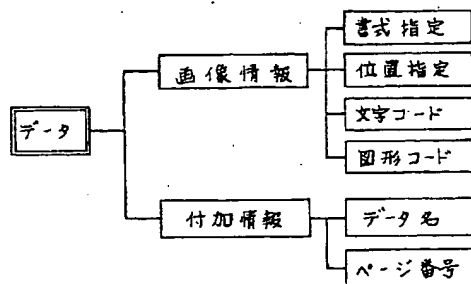 書式指定
画像情報
位置指定
データ
文字コード
図形コード
付加情報
データ名
ページ番号